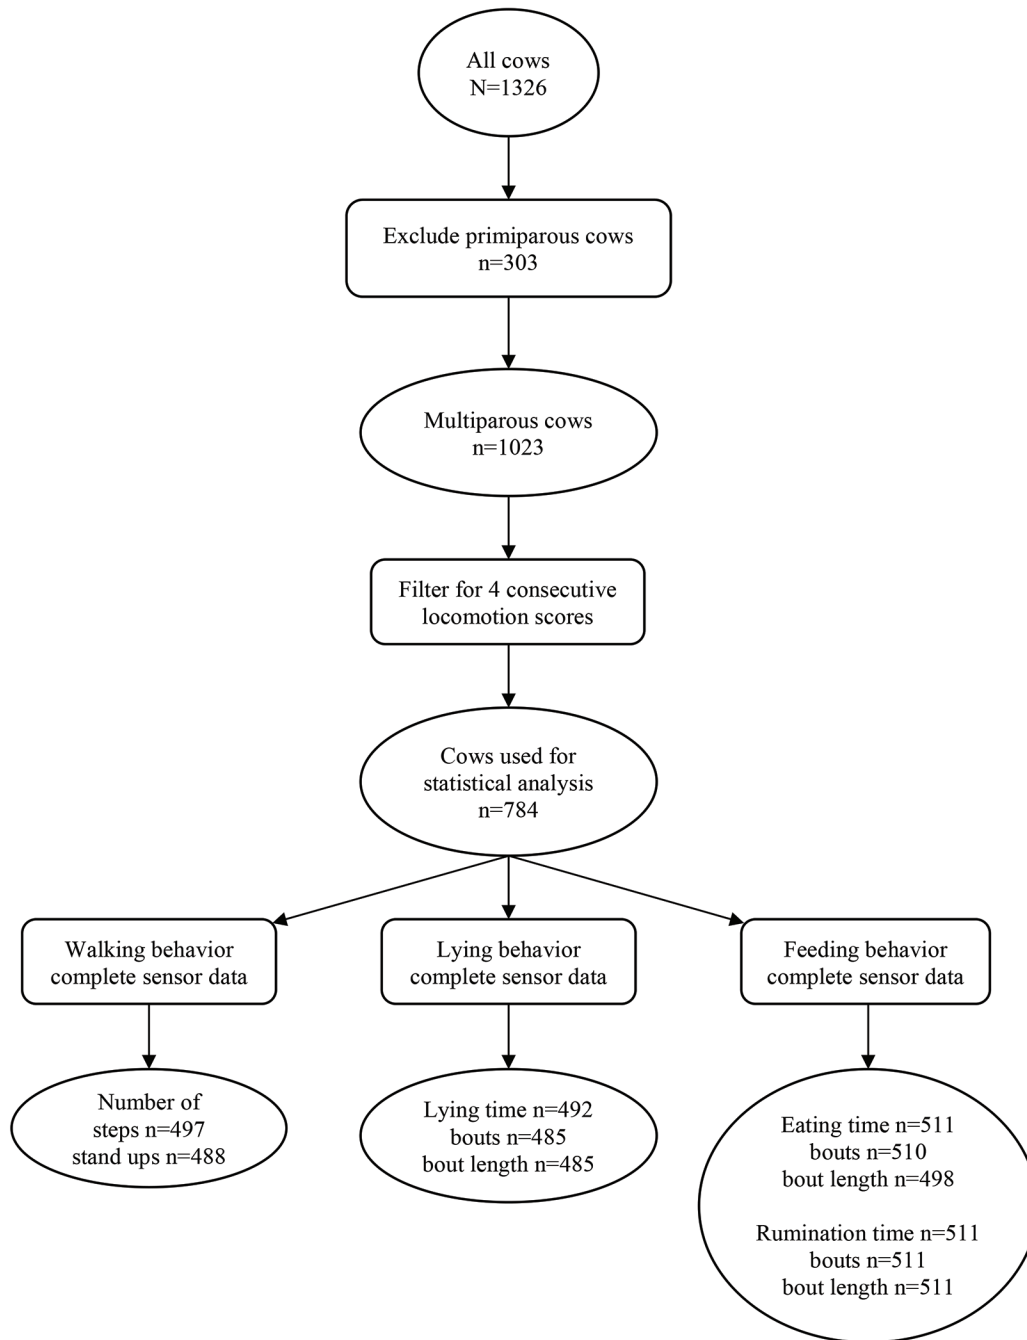 All cows
N=1326
Exclude primiparous cows
n=303
Multiparous cows
n=1023
Filter for 4 consecutive
locomotion scores
Cows used for
statistical analysis
n=784
Walking behavior
complete sensor data
Lying behavior
complete sensor data
Feeding behavior
complete sensor data
Number of
steps n=497
stand ups n=488
Lying time n=492
bouts n=485
bout length n=485
Eating time n=511
bouts n=510
bout length n=498
Rumination time n=511
bouts n=511
bout length n=511